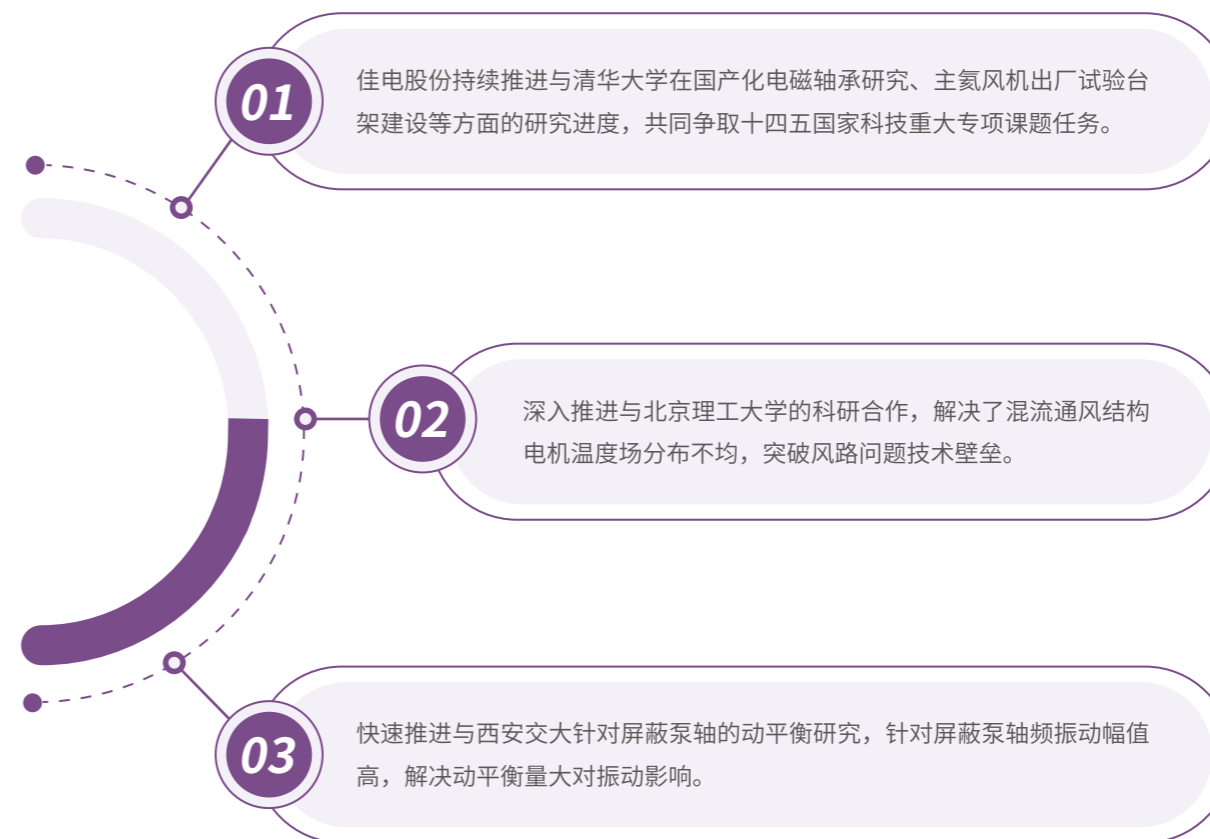 01
佳电股份持续推进与清华大学在国产化电磁轴承研究、主氦风机出厂试验台
架建设等方面的研究进度，共同争取十四五国家科技重大专项课题任务。
02
深入推进与北京理工大学的科研合作，解决了混流通风结构
电机温度场分布不均，突破风路问题技术壁垒。
03
快速推进与西安交大针对屏蔽泵轴的动平衡研究，针对屏蔽泵轴频振动幅值
高，解决动平衡量大对振动影响。